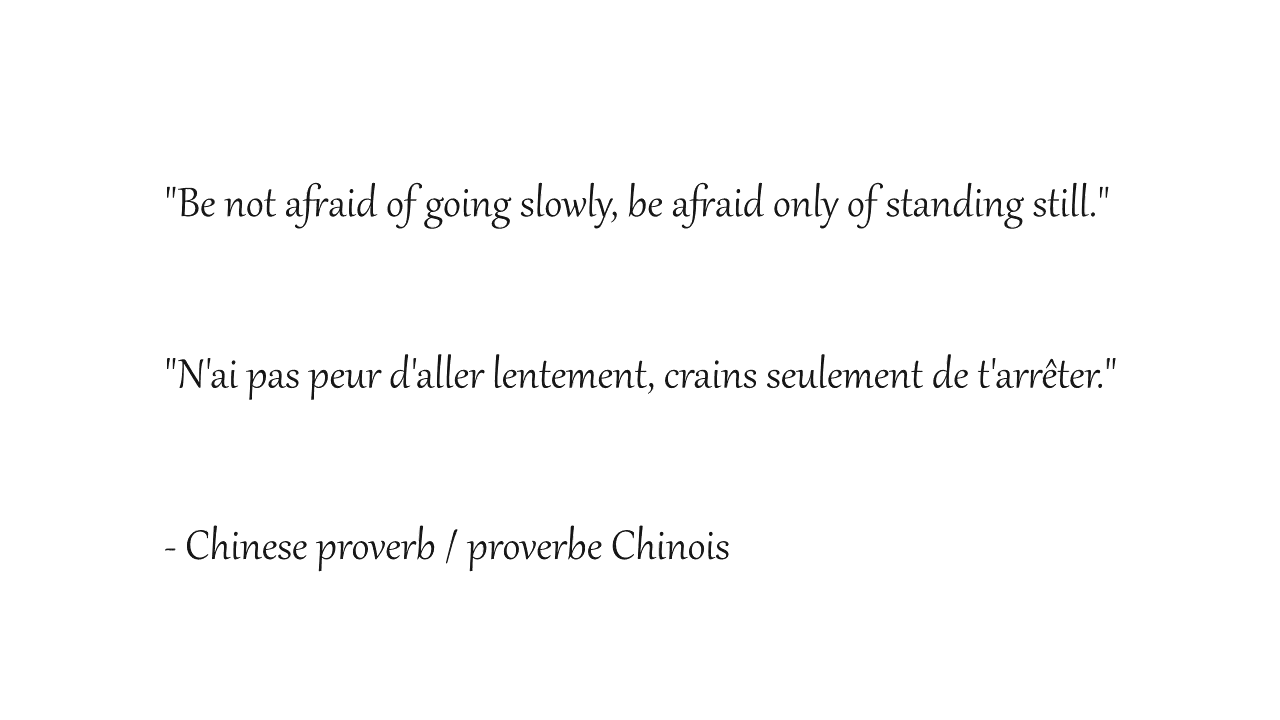 "Be not afraid of going slowly, be afraid only of standing still."
"N'ai pas peur d'aller lentement, crains seulement de t'arrêter."
- Chinese proverb / proverbe Chinois